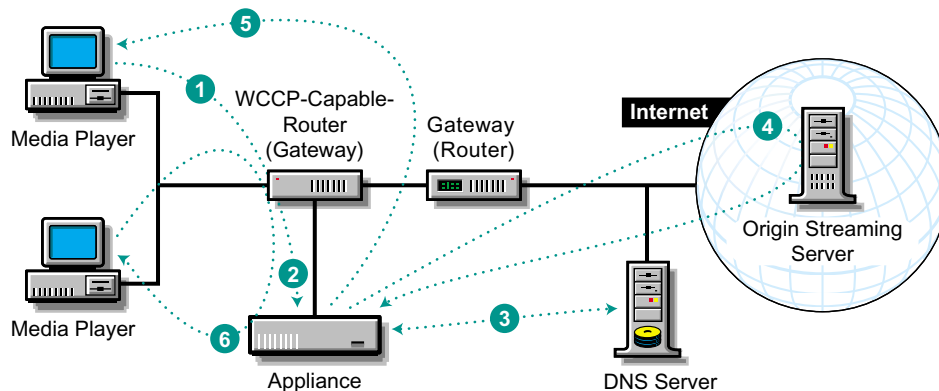 5
1
WCCP-Capable-
Router
(Gateway)
Media Player
Gateway
(Router)
Internet
4
Origin Streaming
Server
2
Media Player
6
3
Appliance
DNS Server